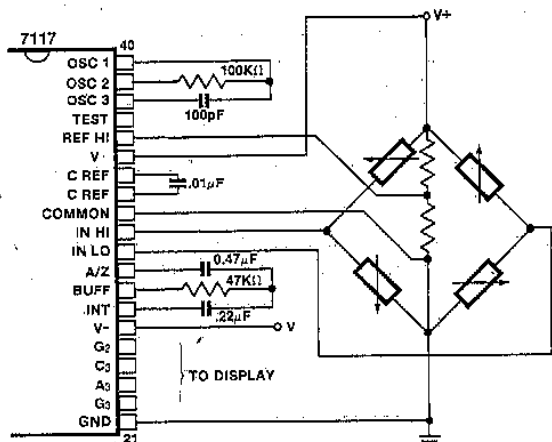 7117
40
OSC 1
OSC 2
OSC 3
TEST
REF HI
V
C REF
C REF
COMMON
IN HI
IN LO
A/Z
BUFF
INT
V-
G2
C3
A3
G3
GND
21
100KΩ
100pF
.01µF
0.47µF
47KΩ
.22µF
V
TO DISPLAY
V+